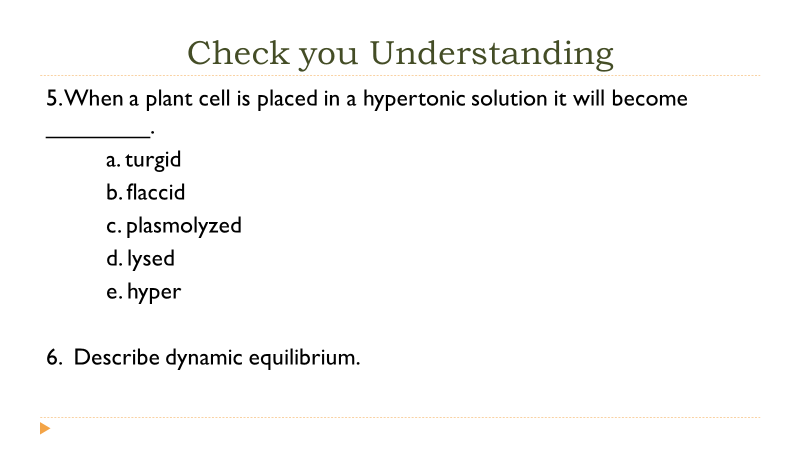 Check you Understanding
5.When a plant cell is placed in a hypertonic solution it will become
_________.
a. turgid
b. flaccid
c. plasmolyzed
d. lysed
e. hyper
6. Describe dynamic equilibrium.